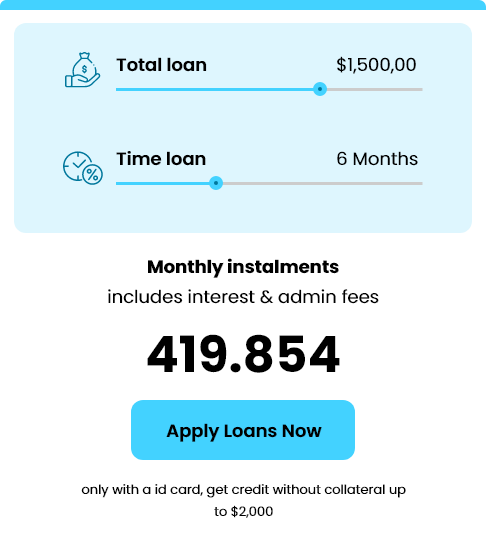 Total loan $1,500,00
Time loan 6 Months
Monthly instalments
includes interest & admin fees
419.854
Apply Loans Now
only with a id card, get credit without collateral up
to $2,000